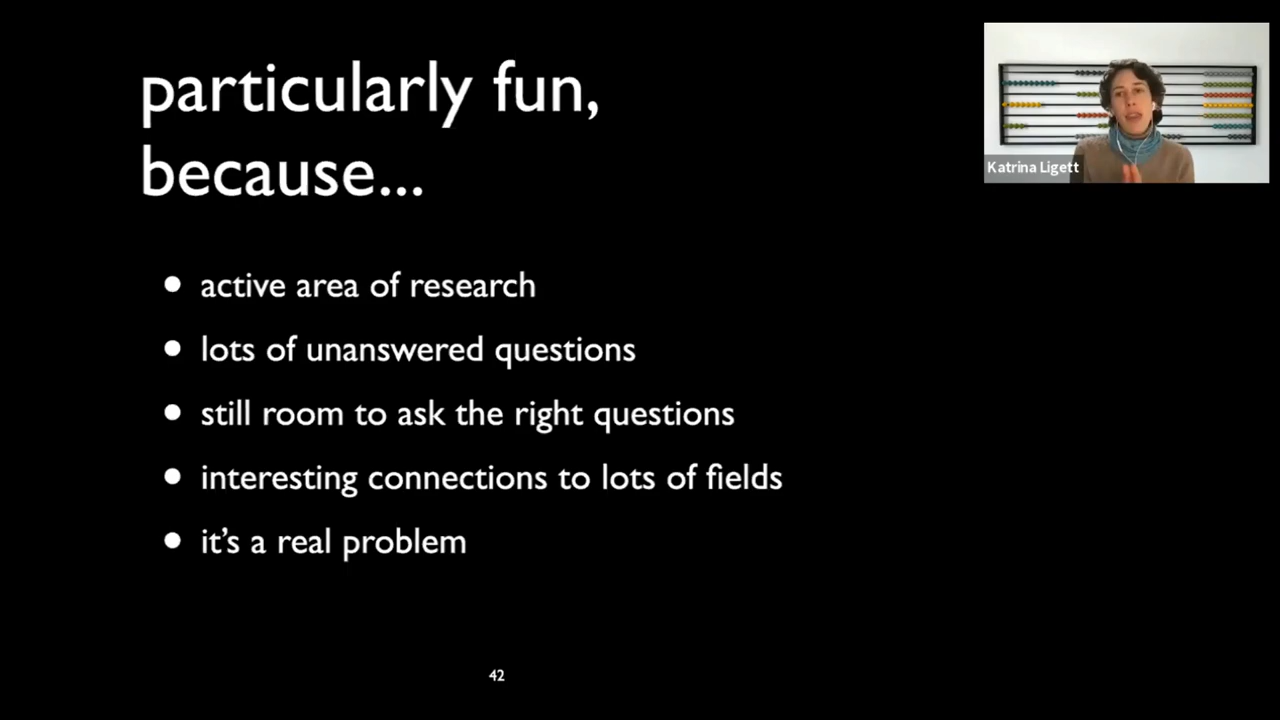 particularly fun,
because...
Katrina Ligett
● active area of research
● lots of unanswered questions
● still room to ask the right questions
● interesting connections to lots of fields
● it’s a real problem
42